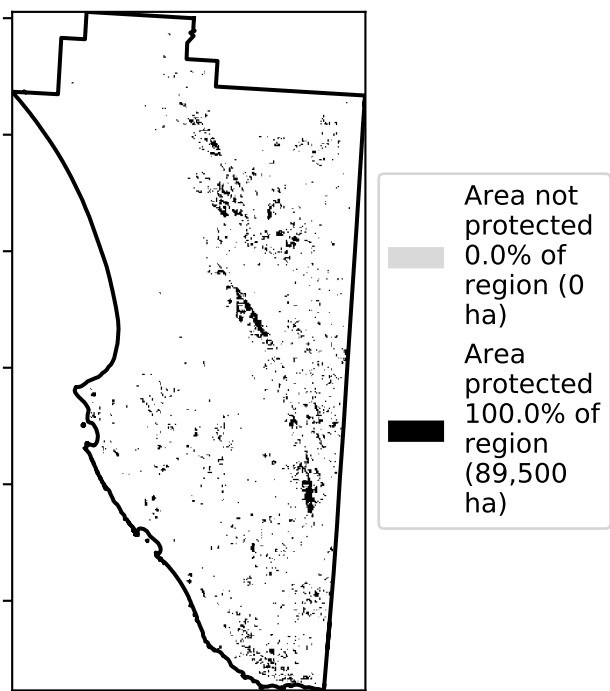 Area not
protected
0.0% of
region (0
ha)
Area
protected
100.0% of
region
(89,500
ha)